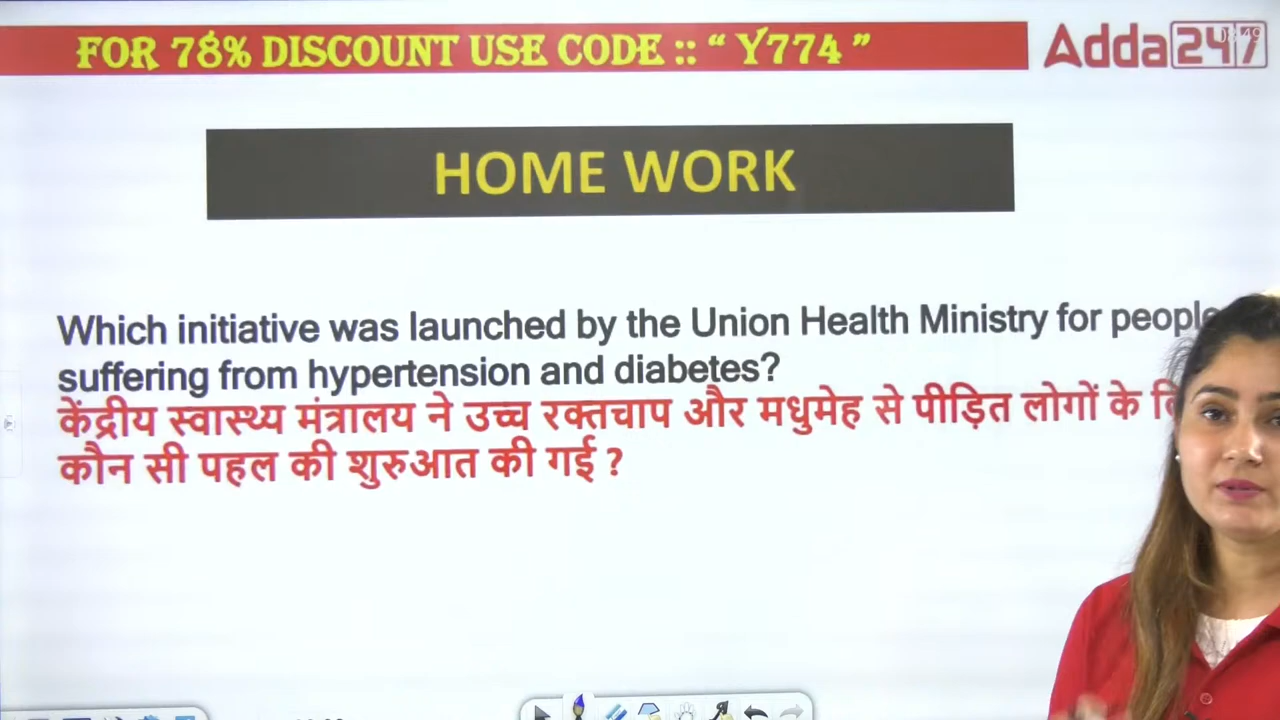 FOR 78% DISCOUNT USE CODE :: “ Y774 ”
Adda247
HOME WORK
Which initiative was launched by the Union Health Ministry for people
suffering from hypertension and diabetes?
केंद्रीय स्वास्थ्य मंत्रालय ने उच्च रक्तचाप और मधुमेह से पीड़ित लोगों के
कौन सी पहल की शुरुआत की गई ?